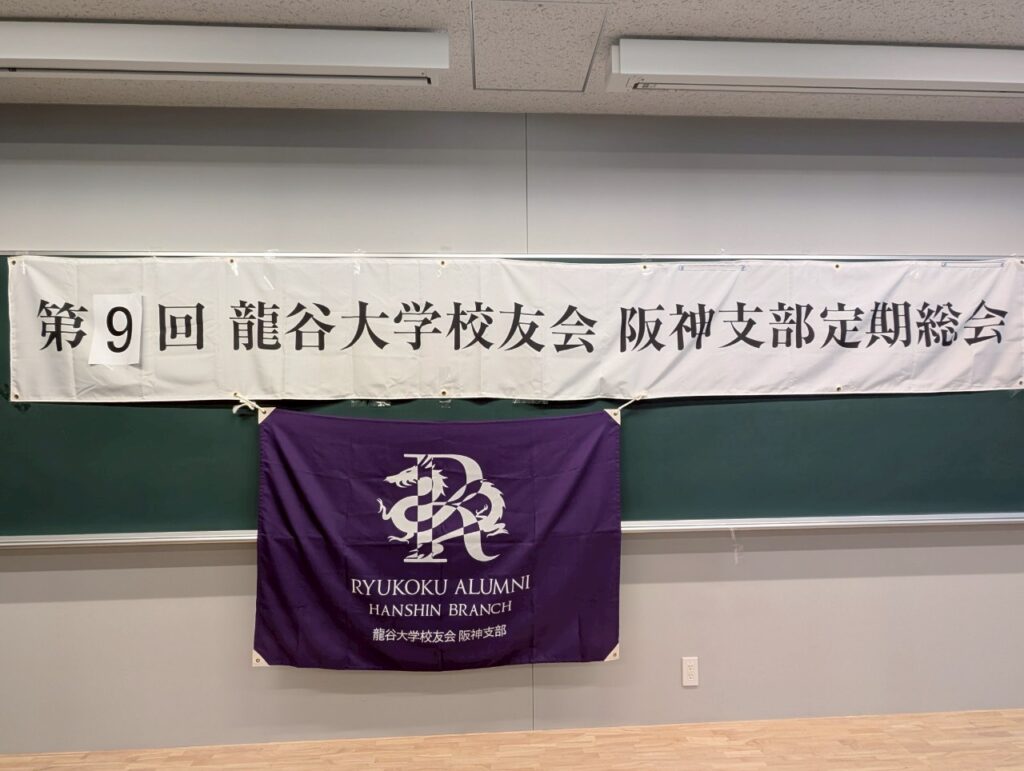 第9回 龍谷大学校友会 阪神支部定期総会
R
RYUKOKU ALUMNI
HANSHIN BRANCH
龍谷大学校友会 阪神支部